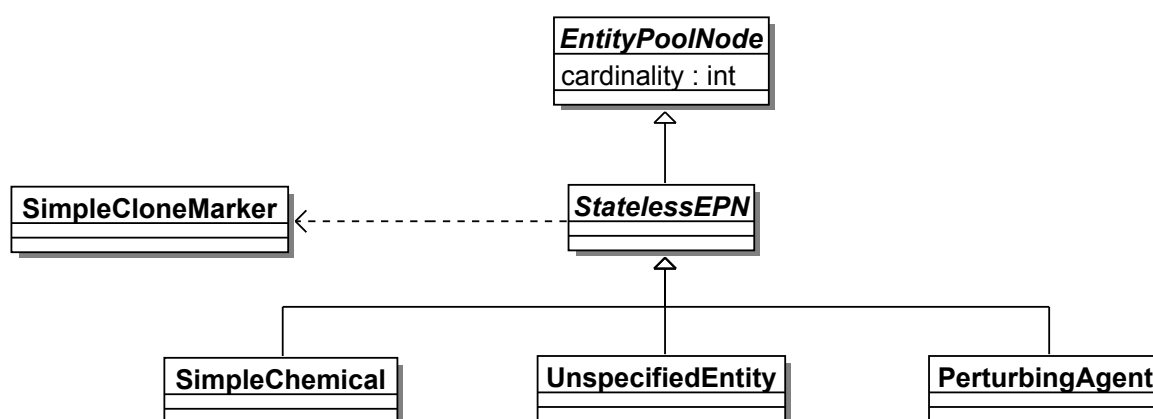 EntityPoolNode
cardinality : int
SimpleCloneMarker
StatelessEPN
SimpleChemical
UnspecifiedEntity
PerturbingAgent